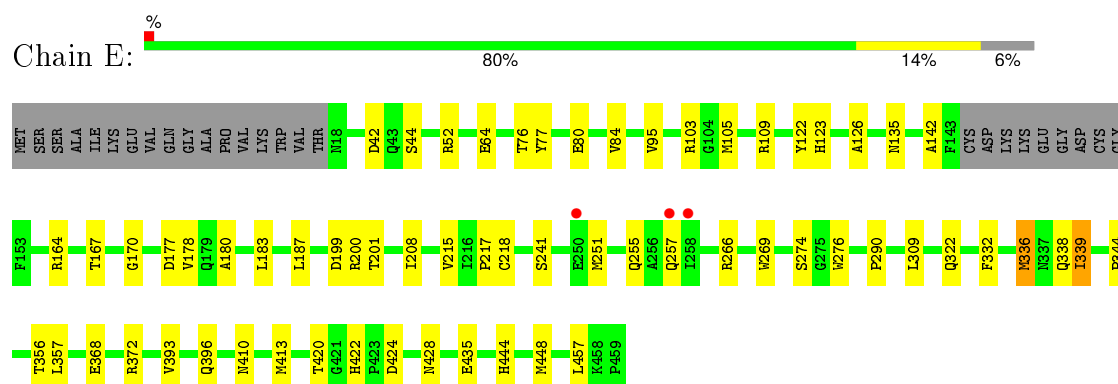 %
Chain E:
80% 14% 6%
MET SER SER ALA ILE LYS GLU VAL GLN GLY ALA PRO VAL LYS TRP VAL THR N18 D42 Q43 S44 R52 E64 T76 Y77 E80 V84 V95 R103 G104 M105 R109 Y122 H123 A126 N135 A142 F143 CYS ASP LYS LYS GLU GLY ASP CYS
F153 R164 T167 G170 D177 V178 Q179 A180 L183 L187 D199 R200 T201 I208 V215 I216 P217 C218 S241 E250 M251 Q255 A256 Q257 I258 R266 W269 S274 G275 W276 P290 L309 Q322 F332 M336 N337 Q338 I339
T356 L357 E368 R372 V393 Q396 N410 M413 T420 G421 H422 P423 D424 N428 E435 H444 M448 L457 K458 P459